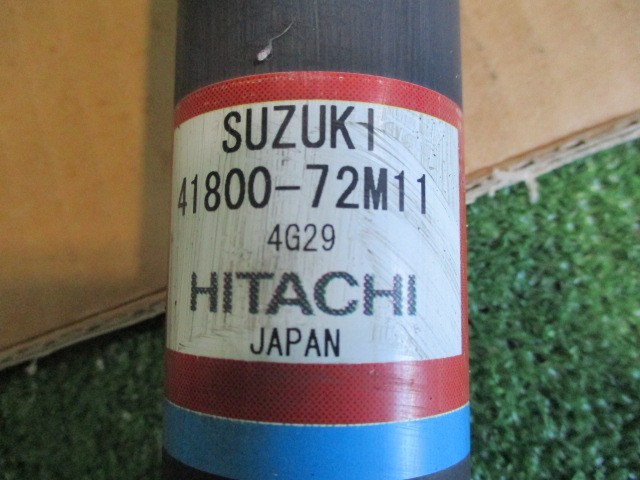 SUZUKI
41800-72M11
4G29
HITACHI
JAPAN